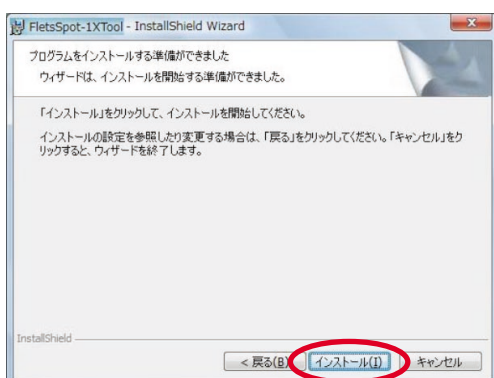 FletsSpot-1XTool - InstallShield Wizard
プログラムをインストールする準備ができました
ウィザードは、インストールを開始する準備ができました。
「インストール」をクリックして、インストールを開始してください。
インストールの設定を参照したり変更する場合は、「戻る」をクリックしてください。「キャンセル」をク
リックすると、ウィザードを終了します。
InstallShield
< 戻る(B) インストール(I) キャンセル